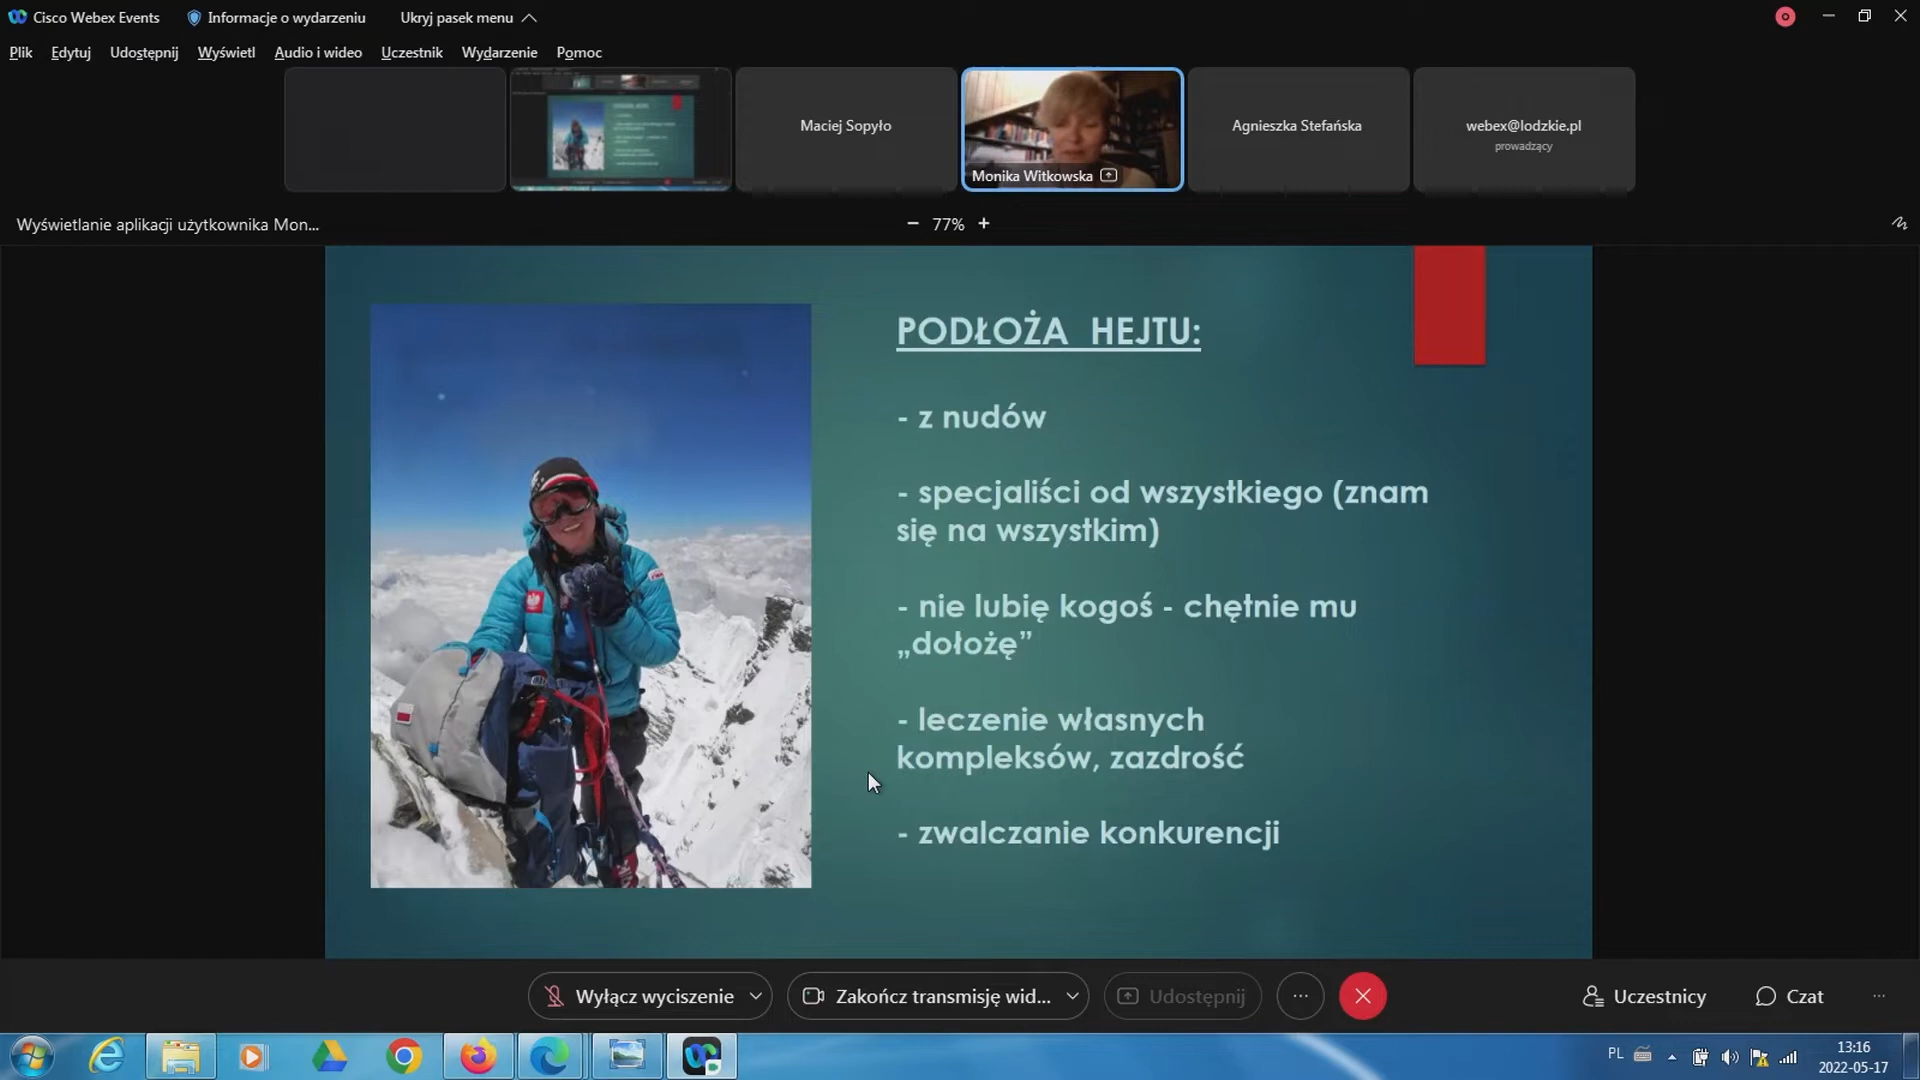 Cisco Webex Events
Informacje o wydarzeniu
Ukryj pasek menu
Plik Edytuj Udostępnij Wyświetl Audio i wideo Uczestnik Wydarzenie Pomoc
Maciej Sopyło
Monika Witkowska
Agnieszka Stefańska
webex@lodzkie.pl
prowadzący
Wyświetlanie aplikacji użytkownika Mon...
77%
PODŁOŻA HEJTU:
- z nudów
- specjaliści od wszystkiego (znam
się na wszystkim)
- nie lubię kogoś - chętnie mu
„dołożę”
- leczenie własnych
kompleksów, zazdrość
- zwalczanie konkurencji
Wyłącz wyciszenie
Zakończ transmisję wid...
Udostępnij
Uczestnicy
Czat
PL
13:16
2022-05-17